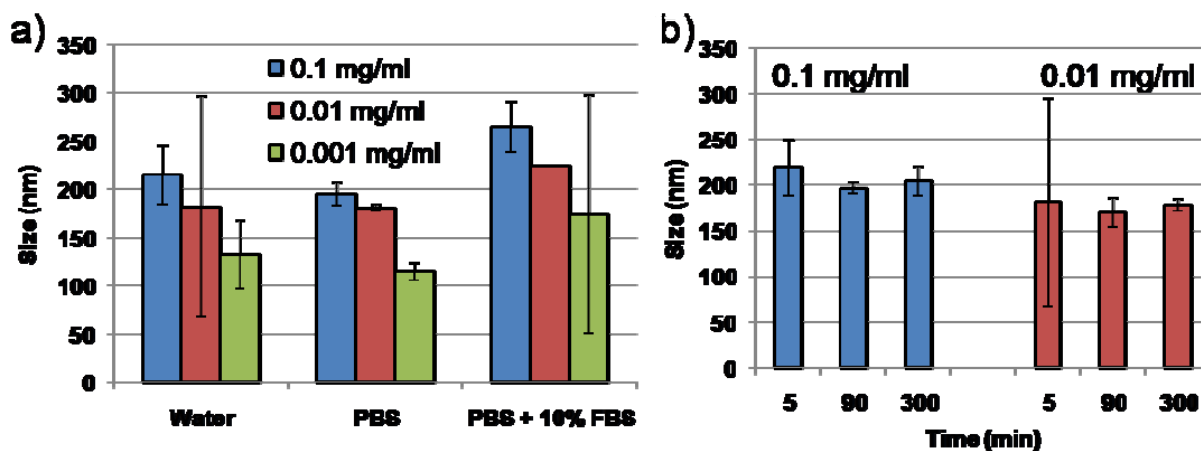 a)
350
300
250
200
150
100
50
0
Size (nm)
0.1 mg/ml
0.01 mg/ml
0.001 mg/ml
Water
PBS
PBS + 10% FBS
b)
350
300
250
200
150
100
50
0
Size (nm)
0.1 mg/ml
0.01 mg/ml
5 90 300 5 90 300
Time (min)